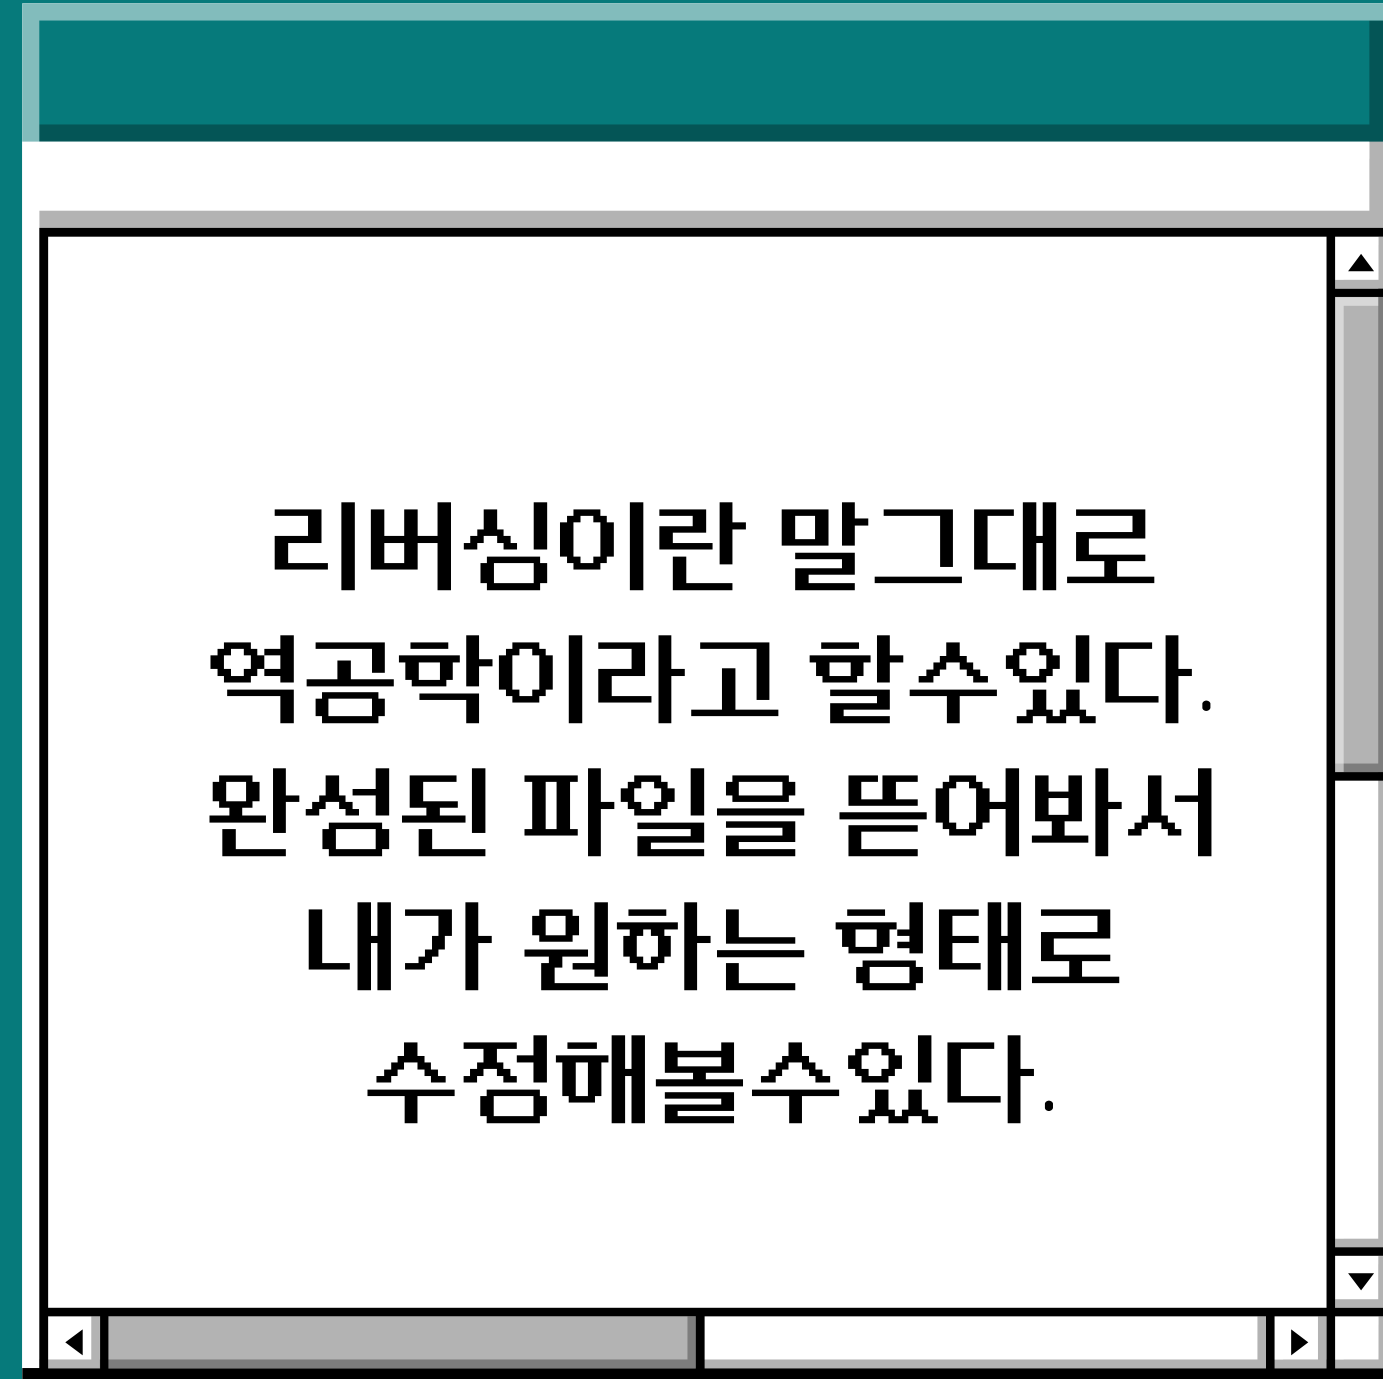 리버싱이란 말그대로
역공학이라고 할수있다.
완성된 파일을 뜯어봐서
내가 원하는 형태로
수정해볼수있다.